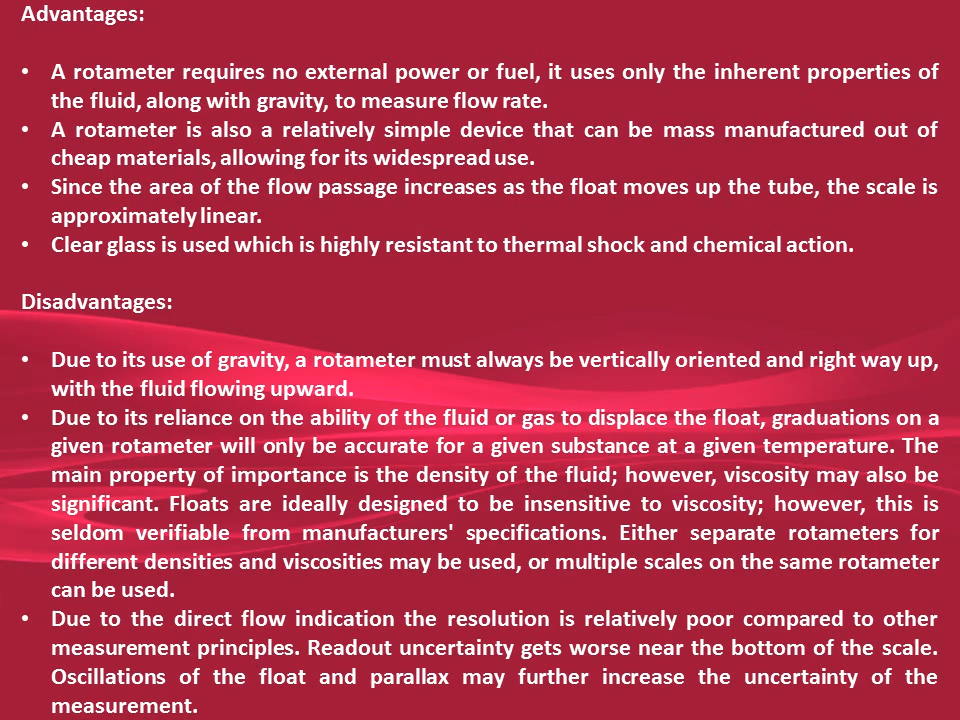 Advantages:
• A rotameter requires no external power or fuel, it uses only the inherent properties of
the fluid, along with gravity, to measure flow rate.
• A rotameter is also a relatively simple device that can be mass manufactured out of
cheap materials, allowing for its widespread use.
• Since the area of the flow passage increases as the float moves up the tube, the scale is
approximately linear.
• Clear glass is used which is highly resistant to thermal shock and chemical action.
Disadvantages:
• Due to its use of gravity, a rotameter must always be vertically oriented and right way up,
with the fluid flowing upward.
• Due to its reliance on the ability of the fluid or gas to displace the float, graduations on a
given rotameter will only be accurate for a given substance at a given temperature. The
main property of importance is the density of the fluid; however, viscosity may also be
significant. Floats are ideally designed to be insensitive to viscosity; however, this is
seldom verifiable from manufacturers' specifications. Either separate rotameters for
different densities and viscosities may be used, or multiple scales on the same rotameter
can be used.
• Due to the direct flow indication the resolution is relatively poor compared to other
measurement principles. Readout uncertainty gets worse near the bottom of the scale.
Oscillations of the float and parallax may further increase the uncertainty of the
measurement.